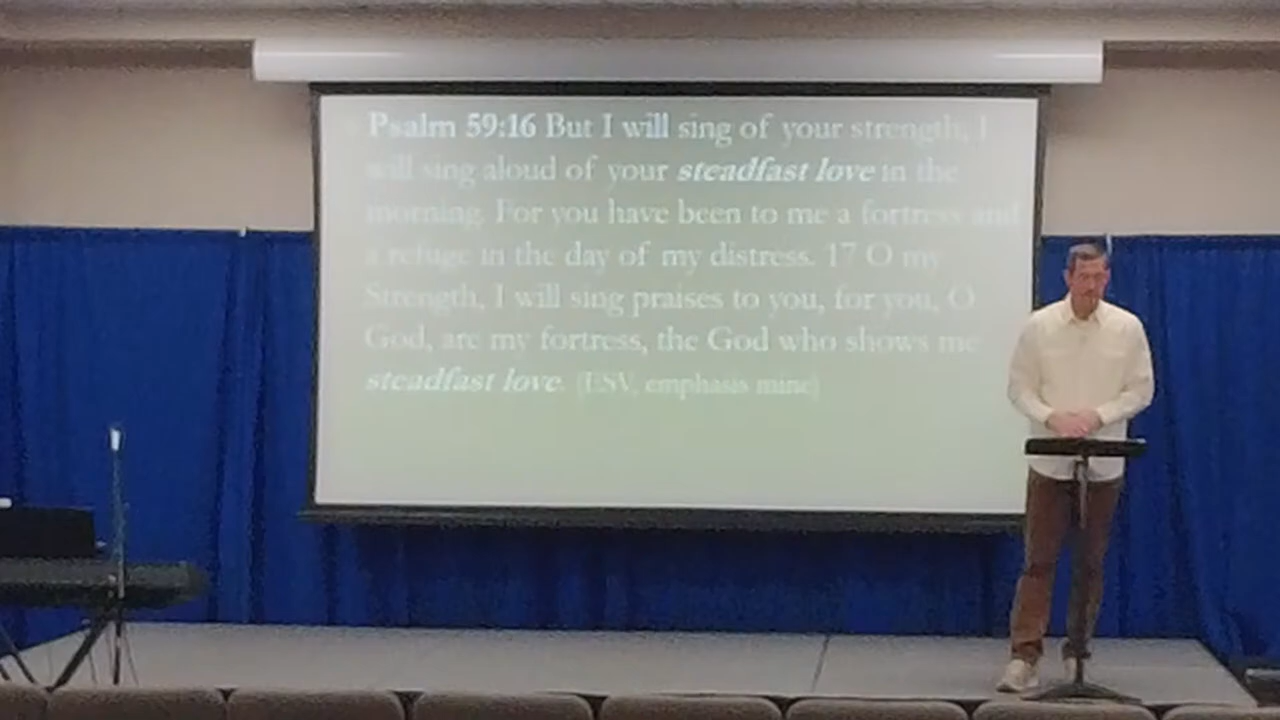 Psalm 59:16 But I will sing of your strength, I
will sing aloud of your steadfast love in the
morning. For you have been to me a fortress and
a refuge in the day of my distress. 17 O my
Strength, I will sing praises to you, for you, O
God, are my fortress, the God who shows me
steadfast love. (ESV, emphasis mine)